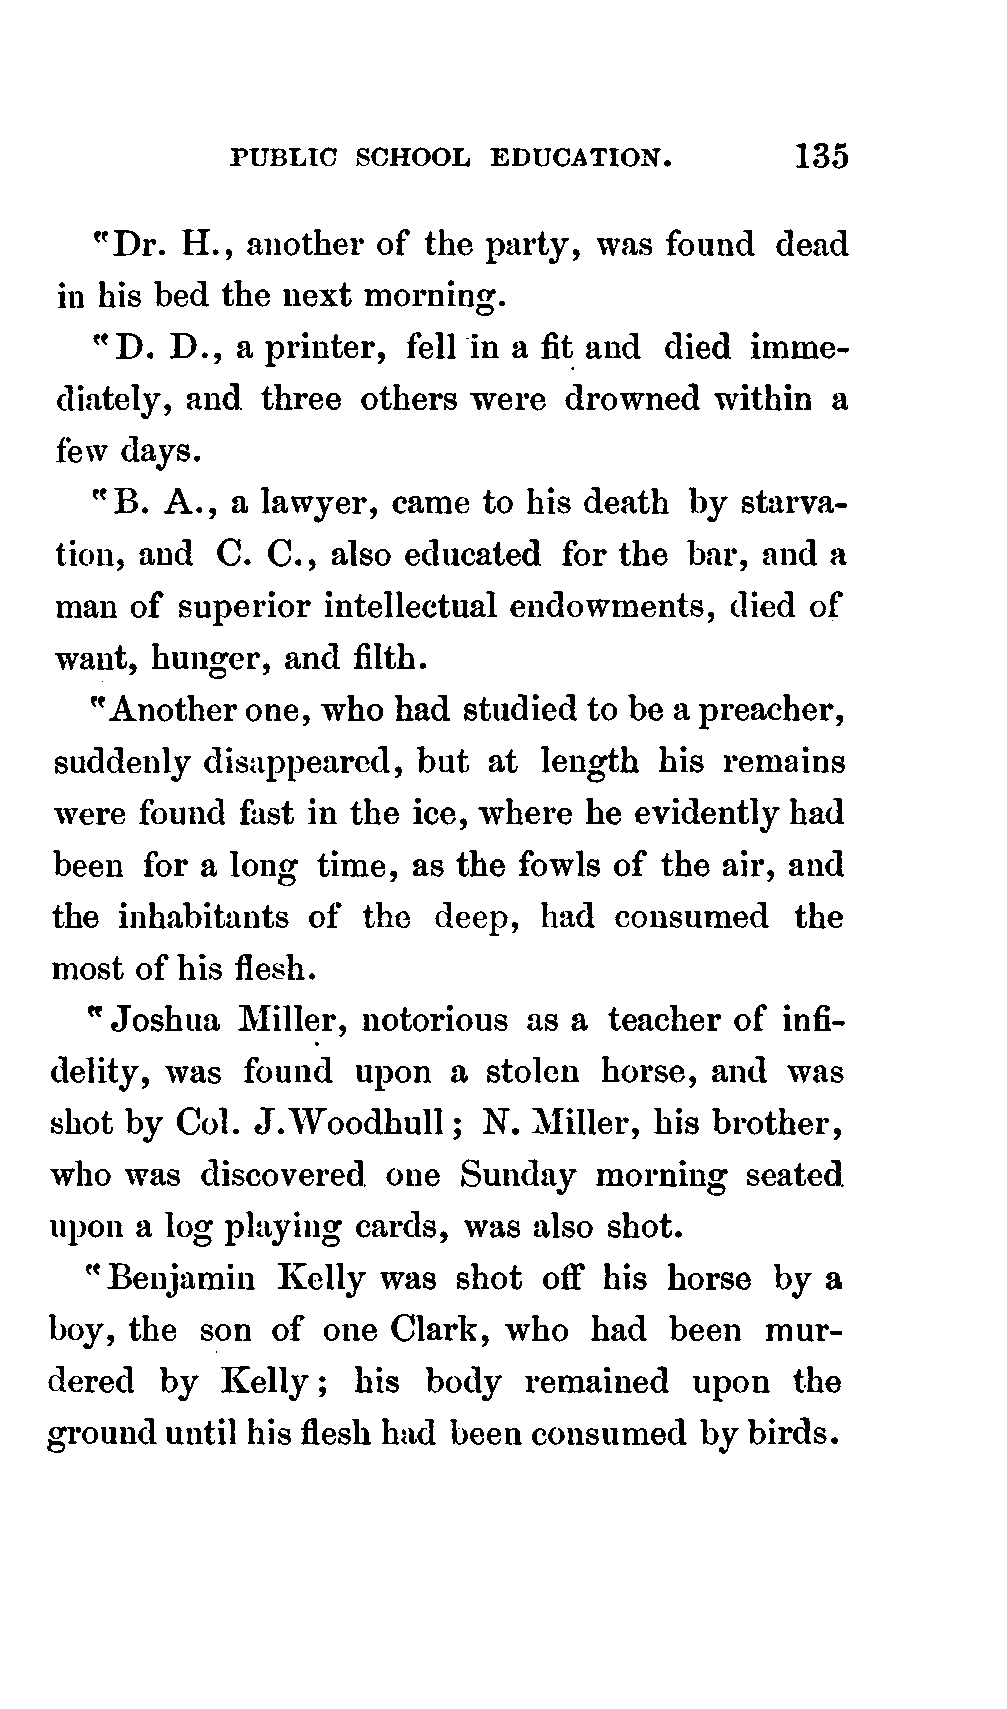 PUBLIC SCHOOL EDUCATION. 135
"Dr. H., another of the party, was found dead
in his bed the next morning.
"D. D., a printer, fell in a fit and died imme-
diately, and three others were drowned within a
few days.
"B. A., a lawyer, came to his death by starva-
tion, and C. C., also educated for the bar, and a
man of superior intellectual endowments, died of
want, hunger, and filth.
"Another one, who had studied to be a preacher,
suddenly disappeared, but at length his remains
were found fast in the ice, where he evidently had
been for a long time, as the fowls of the air, and
the inhabitants of the deep, had consumed the
most of his flesh.
"Joshua Miller, notorious as a teacher of infi-
delity, was found upon a stolen horse, and was
shot by Col. J. Woodhull; N. Miller, his brother,
who was discovered one Sunday morning seated
upon a log playing cards, was also shot.
"Benjamin Kelly was shot off his horse by a
boy, the son of one Clark, who had been mur-
dered by Kelly; his body remained upon the
ground until his flesh had been consumed by birds.